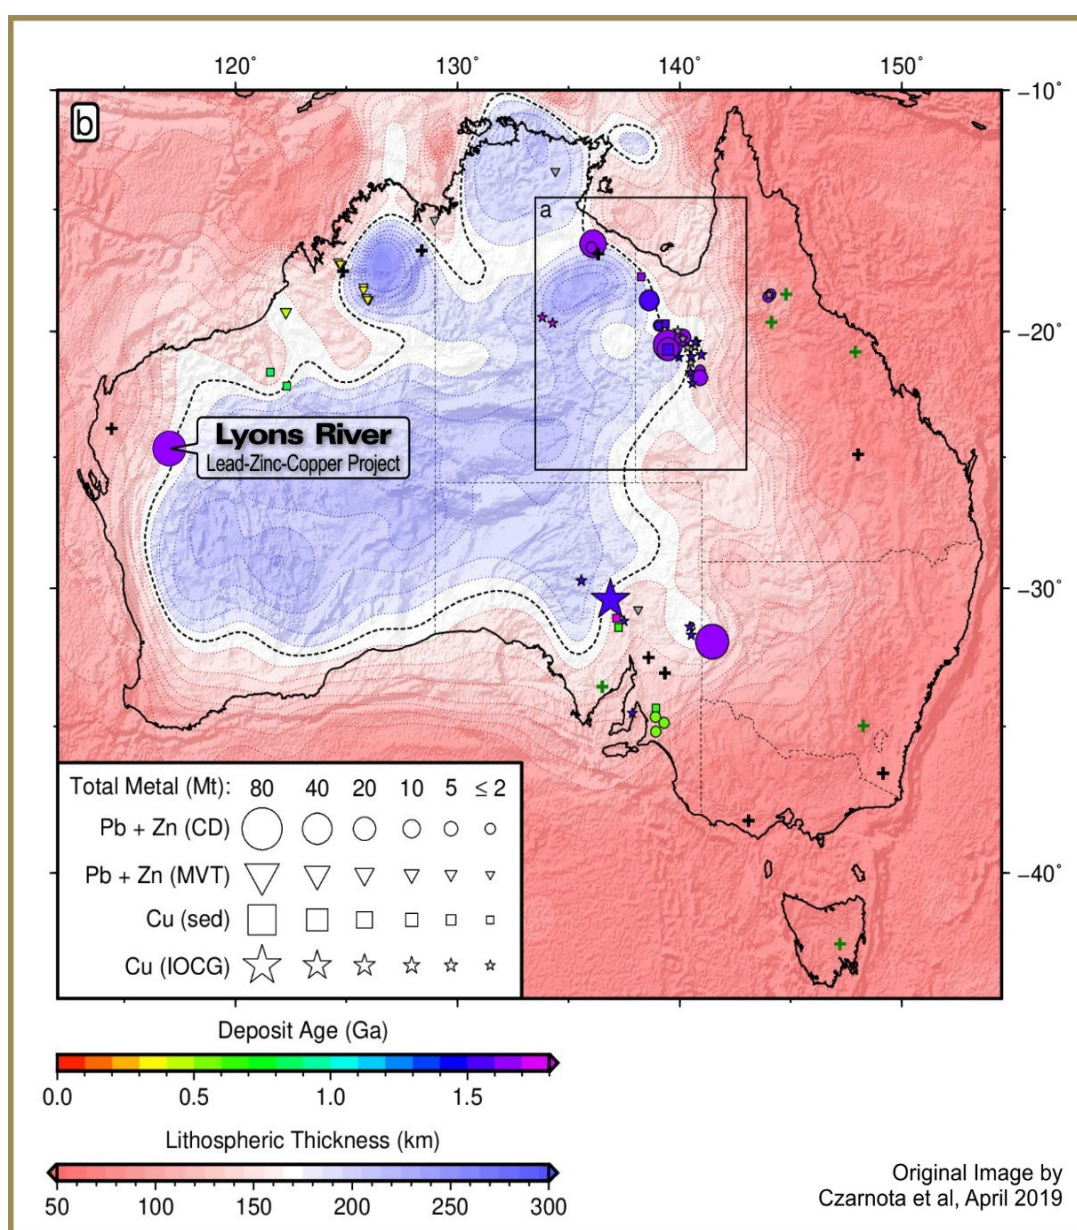 120° 130° 140° 150°
b
−10°
a
−20°
Lyons River
Lead-Zinc-Copper Project
−30°
−40°
Total Metal (Mt): 80 40 20 10 5 ≤ 2
Pb + Zn (CD)
Pb + Zn (MVT)
Cu (sed)
Cu (IOCG)
Deposit Age (Ga)
0.0 0.5 1.0 1.5
Lithospheric Thickness (km)
50 100 150 200 250 300
Original Image by
Czarnota et al, April 2019